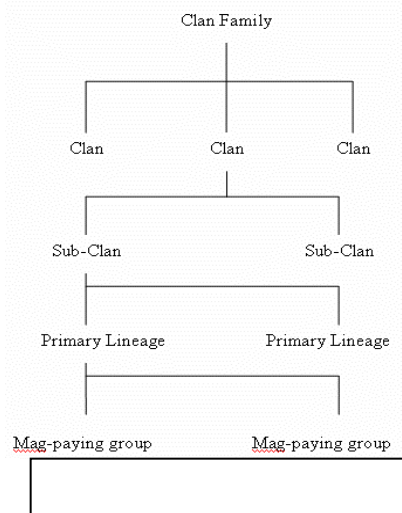 Clan Family
Clan Clan Clan
Sub-Clan Sub-Clan
Primary Lineage Primary Lineage
Mag-paying group Mag-paying group